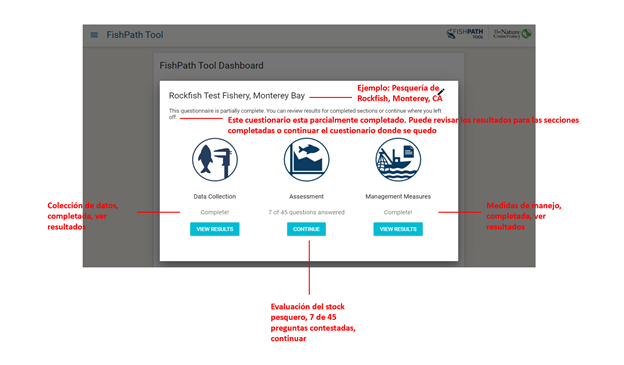 FishPath Tool
FISHPATH
TOOL
The Nature
Conservancy
FishPath Tool Dashboard
Rockfish Test Fishery, Monterey Bay
Ejemplo: Pesquería de
Rockfish, Monterey, CA
This questionnaire is partially complete. You can review results for completed sections or continue where you left
off.
Este cuestionario esta parcialmente completado. Puede revisar los resultados para las secciones
completadas o continuar el cuestionario donde se quedo
Data Collection
Assessment
Management Measures
Colección de datos,
completada, ver
resultados
Complete!
7 of 45 questions answered
Complete!
Medidas de manejo,
completada, ver
resultados
VIEW RESULTS
CONTINUE
VIEW RESULTS
Evaluación del stock
pesquero, 7 de 45
preguntas contestadas,
continuar